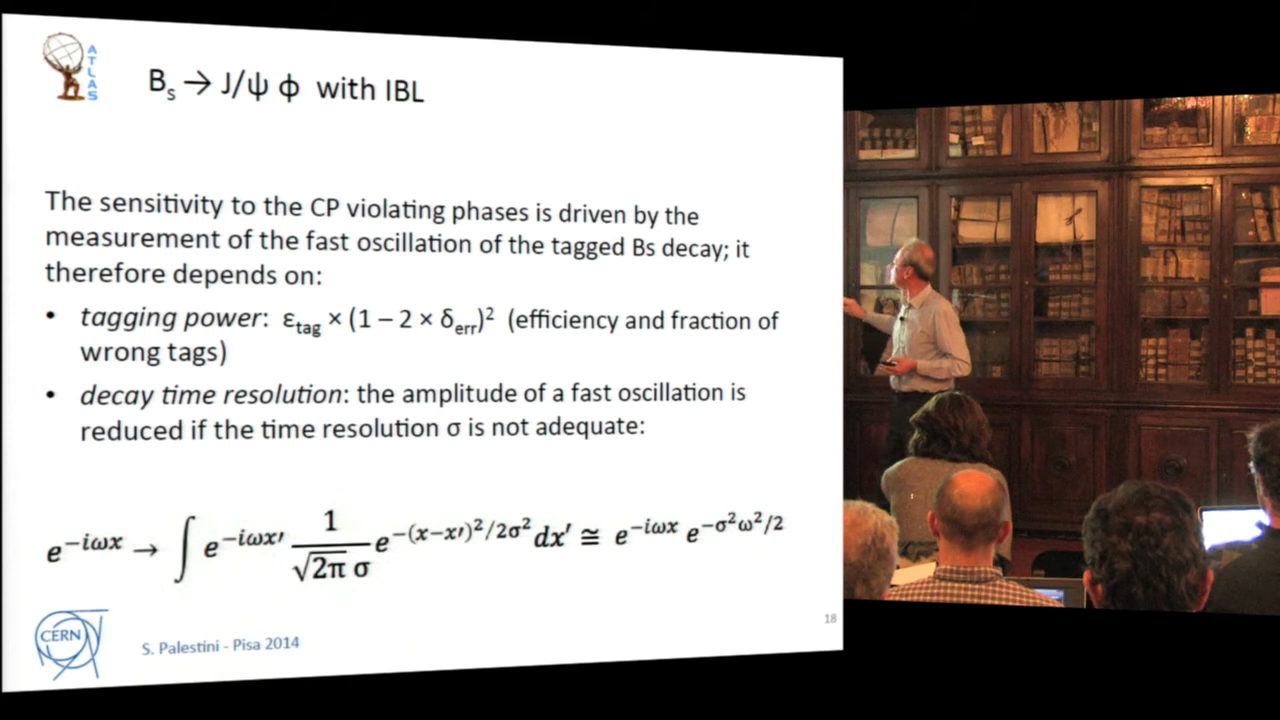 ATLAS
Bₛ → J/ψ ϕ with IBL
The sensitivity to the CP violating phases is driven by the
measurement of the fast oscillation of the tagged Bs decay; it
therefore depends on:
• tagging power: εₜₐg × (1 – 2 × δₑᵣᵣ)² (efficiency and fraction of
wrong tags)
• decay time resolution: the amplitude of a fast oscillation is
reduced if the time resolution σ is not adequate:
e^{−iωx} → ∫ e^{−iωx′} 1/(√2π σ) e^{−(x−x′)²/2σ²} dx′ ≅ e^{−iωx} e^{−σ²ω²/2}
18
CERN
S. Palestini - Pisa 2014